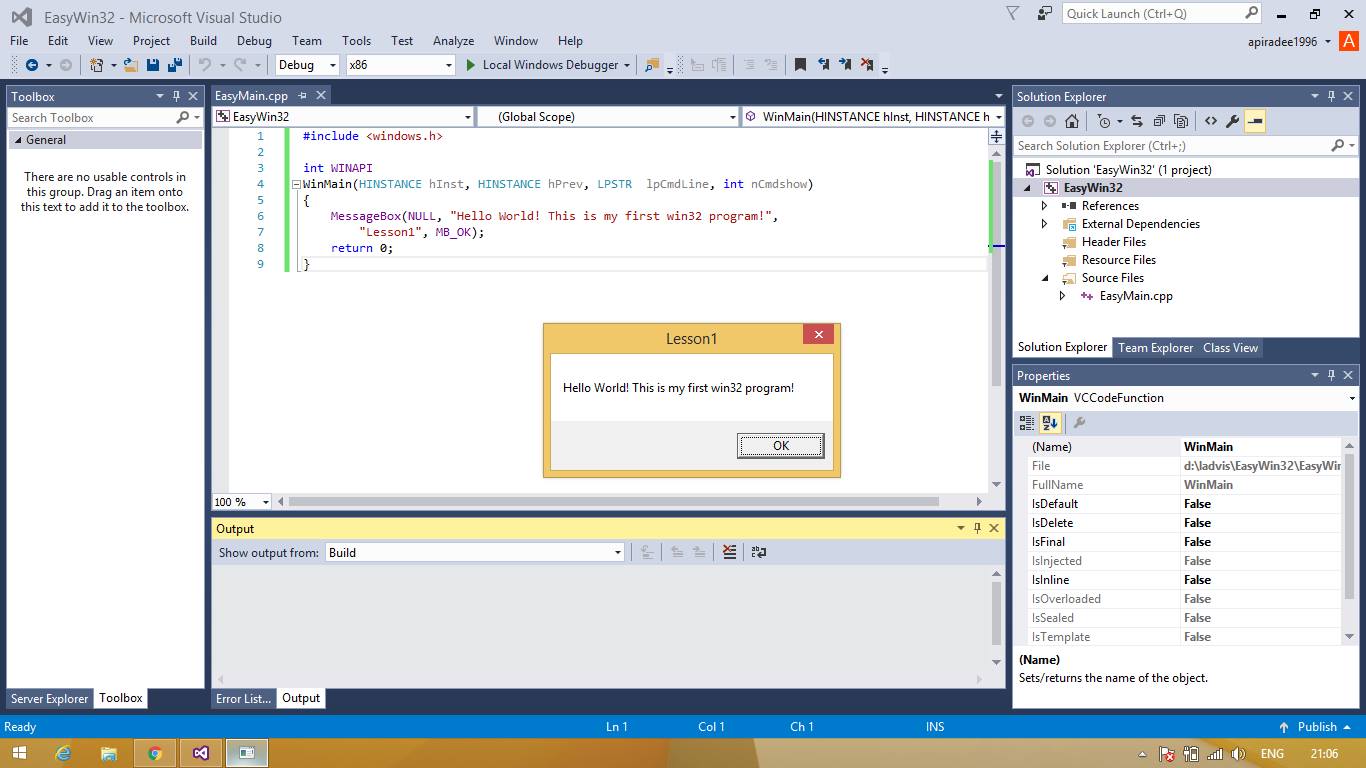 EasyWin32 - Microsoft Visual Studio
Quick Launch (Ctrl+Q)
File Edit View Project Build Debug Team Tools Test Analyze Window Help
apiradee1996 A
Debug x86 Local Windows Debugger
Toolbox
Search Toolbox
General
There are no usable controls in
this group. Drag an item onto
this text to add it to the toolbox.
Server Explorer Toolbox
EasyMain.cpp
EasyWin32 (Global Scope) WinMain(HINSTANCE hInst, HINSTANCE h
1 #include <windows.h>
2
3 int WINAPI
4 WinMain(HINSTANCE hInst, HINSTANCE hPrev, LPSTR  lpCmdLine, int nCmdshow)
5 {
6 MessageBox(NULL, "Hello World! This is my first win32 program!",
7 "Lesson1", MB_OK);
8 return 0;
9 }
Lesson1
Hello World! This is my first win32 program!
OK
100 %
Output
Show output from: Build
Error List... Output
Solution Explorer
Search Solution Explorer (Ctrl+;)
Solution 'EasyWin32' (1 project)
EasyWin32
References
External Dependencies
Header Files
Resource Files
Source Files
EasyMain.cpp
Solution Explorer Team Explorer Class View
Properties
WinMain VCCodeFunction
(Name) WinMain
File d:\ladvis\EasyWin32\EasyWir
FullName WinMain
IsDefault False
IsDelete False
IsFinal False
IsInjected False
IsInline False
IsOverloaded False
IsSealed False
IsTemplate False
(Name)
Sets/returns the name of the object.
Ready Ln 1 Col 1 Ch 1 INS Publish
ENG 21:06